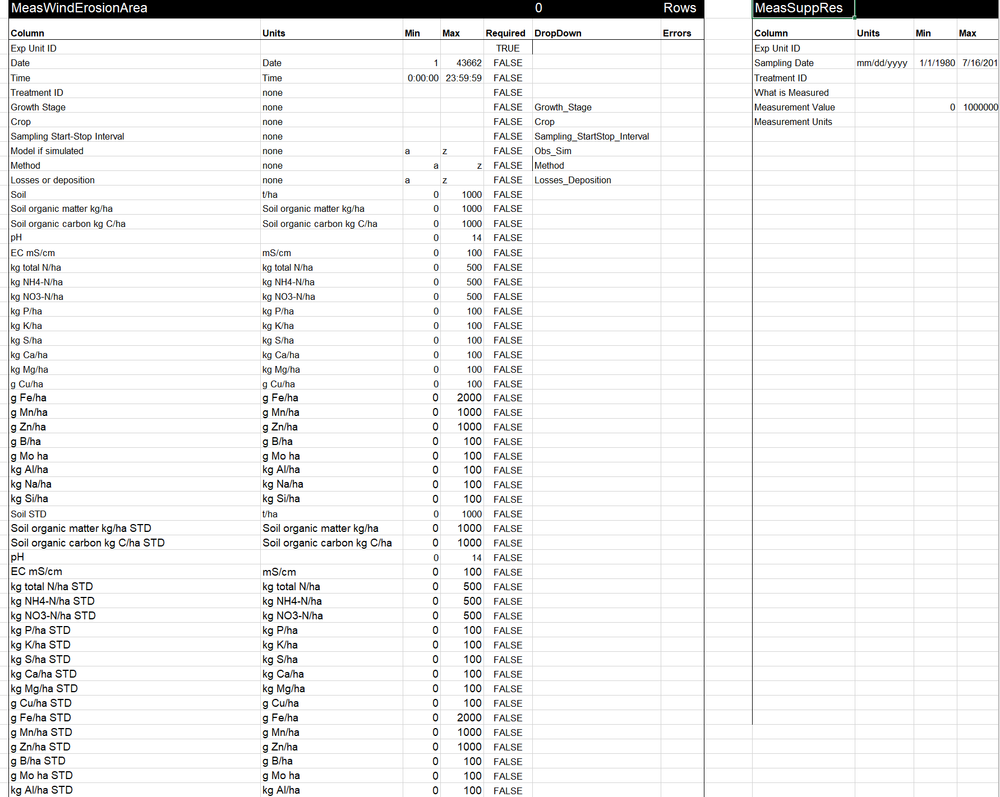 MeasWindErosionArea 0 Rows MeasSuppRes
Column Units Min Max Required DropDown Errors Column Units Min Max
Exp Unit ID TRUE Exp Unit ID
Date Date 1 43662 FALSE Sampling Date mm/dd/yyyy 1/1/1980 7/16/201
Time Time 0:00:00 23:59:59 FALSE Treatment ID
Treatment ID none FALSE What is Measured
Growth Stage none FALSE Growth_Stage Measurement Value 0 1000000
Crop none FALSE Crop Measurement Units
Sampling Start-Stop Interval none FALSE Sampling_StartStop_Interval
Model if simulated none a z FALSE Obs_Sim
Method none a z FALSE Method
Losses or deposition none a z FALSE Losses_Deposition
Soil t/ha 0 1000 FALSE
Soil organic matter kg/ha Soil organic matter kg/ha 0 1000 FALSE
Soil organic carbon kg C/ha Soil organic carbon kg C/ha 0 1000 FALSE
pH 0 14 FALSE
EC mS/cm mS/cm 0 100 FALSE
kg total N/ha kg total N/ha 0 500 FALSE
kg NH4-N/ha kg NH4-N/ha 0 500 FALSE
kg NO3-N/ha kg NO3-N/ha 0 500 FALSE
kg P/ha kg P/ha 0 100 FALSE
kg K/ha kg K/ha 0 100 FALSE
kg S/ha kg S/ha 0 100 FALSE
kg Ca/ha kg Ca/ha 0 100 FALSE
kg Mg/ha kg Mg/ha 0 100 FALSE
g Cu/ha g Cu/ha 0 100 FALSE
g Fe/ha g Fe/ha 0 2000 FALSE
g Mn/ha g Mn/ha 0 1000 FALSE
g Zn/ha g Zn/ha 0 1000 FALSE
g B/ha g B/ha 0 100 FALSE
g Mo ha g Mo ha 0 100 FALSE
kg Al/ha kg Al/ha 0 100 FALSE
kg Na/ha kg Na/ha 0 100 FALSE
kg Si/ha kg Si/ha 0 100 FALSE
Soil STD t/ha 0 1000 FALSE
Soil organic matter kg/ha STD Soil organic matter kg/ha 0 1000 FALSE
Soil organic carbon kg C/ha STD Soil organic carbon kg C/ha 0 1000 FALSE
pH 0 14 FALSE
EC mS/cm mS/cm 0 100 FALSE
kg total N/ha STD kg total N/ha 0 500 FALSE
kg NH4-N/ha STD kg NH4-N/ha 0 500 FALSE
kg NO3-N/ha STD kg NO3-N/ha 0 500 FALSE
kg P/ha STD kg P/ha 0 100 FALSE
kg K/ha STD kg K/ha 0 100 FALSE
kg S/ha STD kg S/ha 0 100 FALSE
kg Ca/ha STD kg Ca/ha 0 100 FALSE
kg Mg/ha STD kg Mg/ha 0 100 FALSE
g Cu/ha STD g Cu/ha 0 100 FALSE
g Fe/ha STD g Fe/ha 0 2000 FALSE
g Mn/ha STD g Mn/ha 0 1000 FALSE
g Zn/ha STD g Zn/ha 0 1000 FALSE
g B/ha STD g B/ha 0 100 FALSE
g Mo ha STD g Mo ha 0 100 FALSE
kg Al/ha STD kg Al/ha 0 100 FALSE